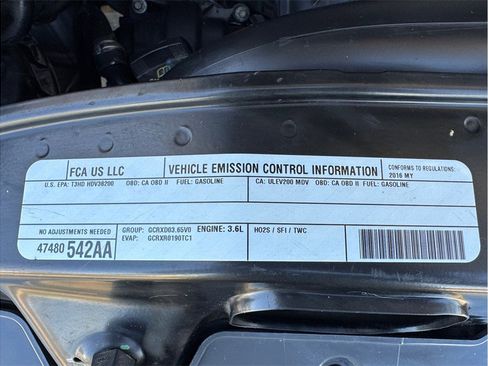 FCA US LLC VEHICLE EMISSION CONTROL INFORMATION CONFORMS TO REGULATIONS:
2016 MY
U.S. EPA: T3HD HDV38200 OBD: CA OBD II FUEL: GASOLINE CA: ULEV200 MDV OBD: CA OBD II FUEL: GASOLINE
NO ADJUSTMENTS NEEDED GROUP: GCRXD03.65V0 ENGINE: 3.6L HO2S / SFI / TWC
47480 542AA EVAP: GCRXR0190TC1